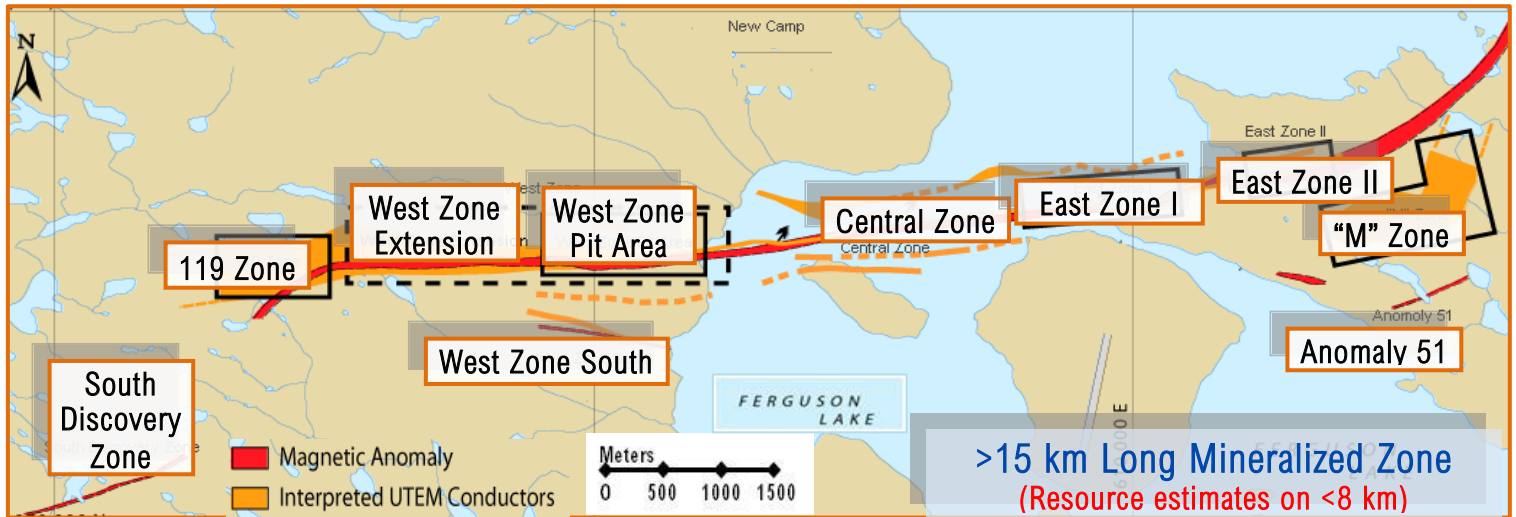 New Camp
N
East Zone II
West Zone
Extension
West Zone
Pit Area
East Zone II
East Zone I
Central Zone
"M" Zone
119 Zone
Central Zone
Anomoly 51
West Zone South
Anomaly 51
South
Discovery
Zone
FERGUSON
LAKE
Magnetic Anomaly
Interpreted UTEM Conductors
Meters
0 500 1000 1500
>15 km Long Mineralized Zone
(Resource estimates on <8 km)